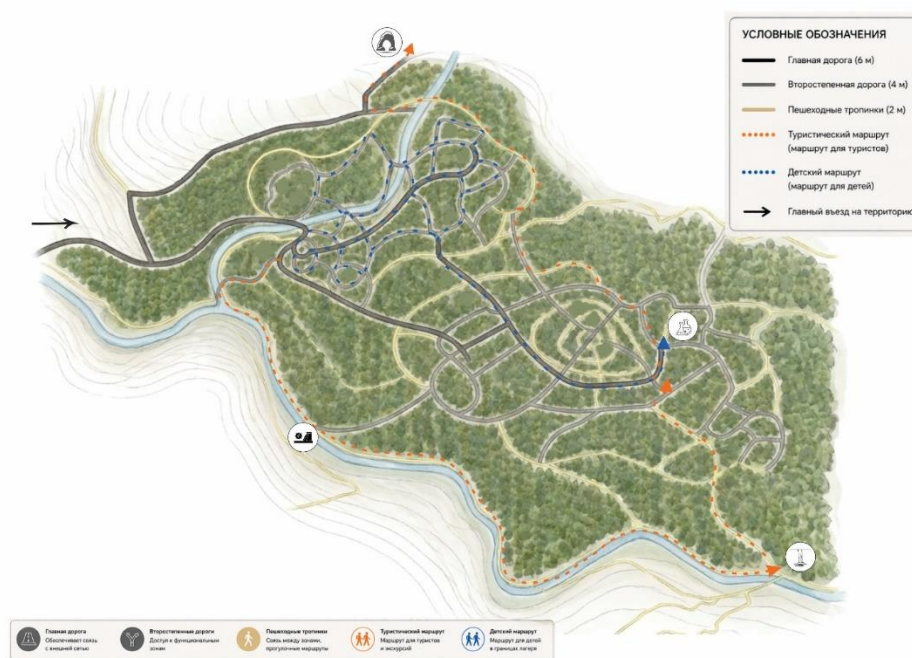 УСЛОВНЫЕ ОБОЗНАЧЕНИЯ
Главная дорога (6 м)
Второстепенная дорога (4 м)
Пешеходные тропинки (2 м)
Туристический маршрут
(маршрут для туристов)
Детский маршрут
(маршрут для детей)
Главный въезд на территорию
Главная дорога
Обеспечивает связь
с внешней сетью
Второстепенные дороги
Доступ к функциональным
зонам
Пешеходные тропинки
Связь между зонами,
прогулочные маршруты
Туристический маршрут
Маршрут для туристов
и экскурсий
Детский маршрут
Маршрут для детей
в границах лагеря